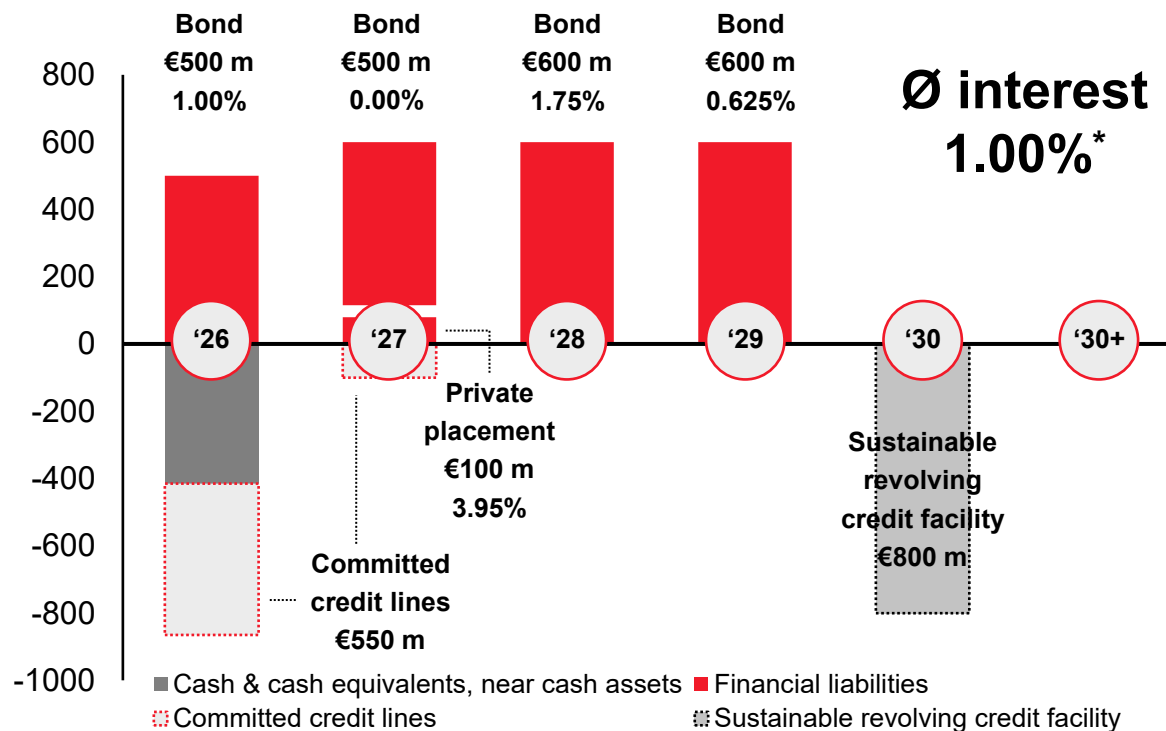 Bond
€500 m
1.00%
Bond
€500 m
0.00%
Bond
€600 m
1.75%
Bond
€600 m
0.625%
Ø interest
1.00%*
800
600
400
200
0
-200
-400
-600
-800
-1000
‘26
‘27
‘28
‘29
‘30
‘30+
Private
placement
€100 m
3.95%
Committed
credit lines
€550 m
Sustainable
revolving
credit facility
€800 m
Cash & cash equivalents, near cash assets
Financial liabilities
Committed credit lines
Sustainable revolving credit facility